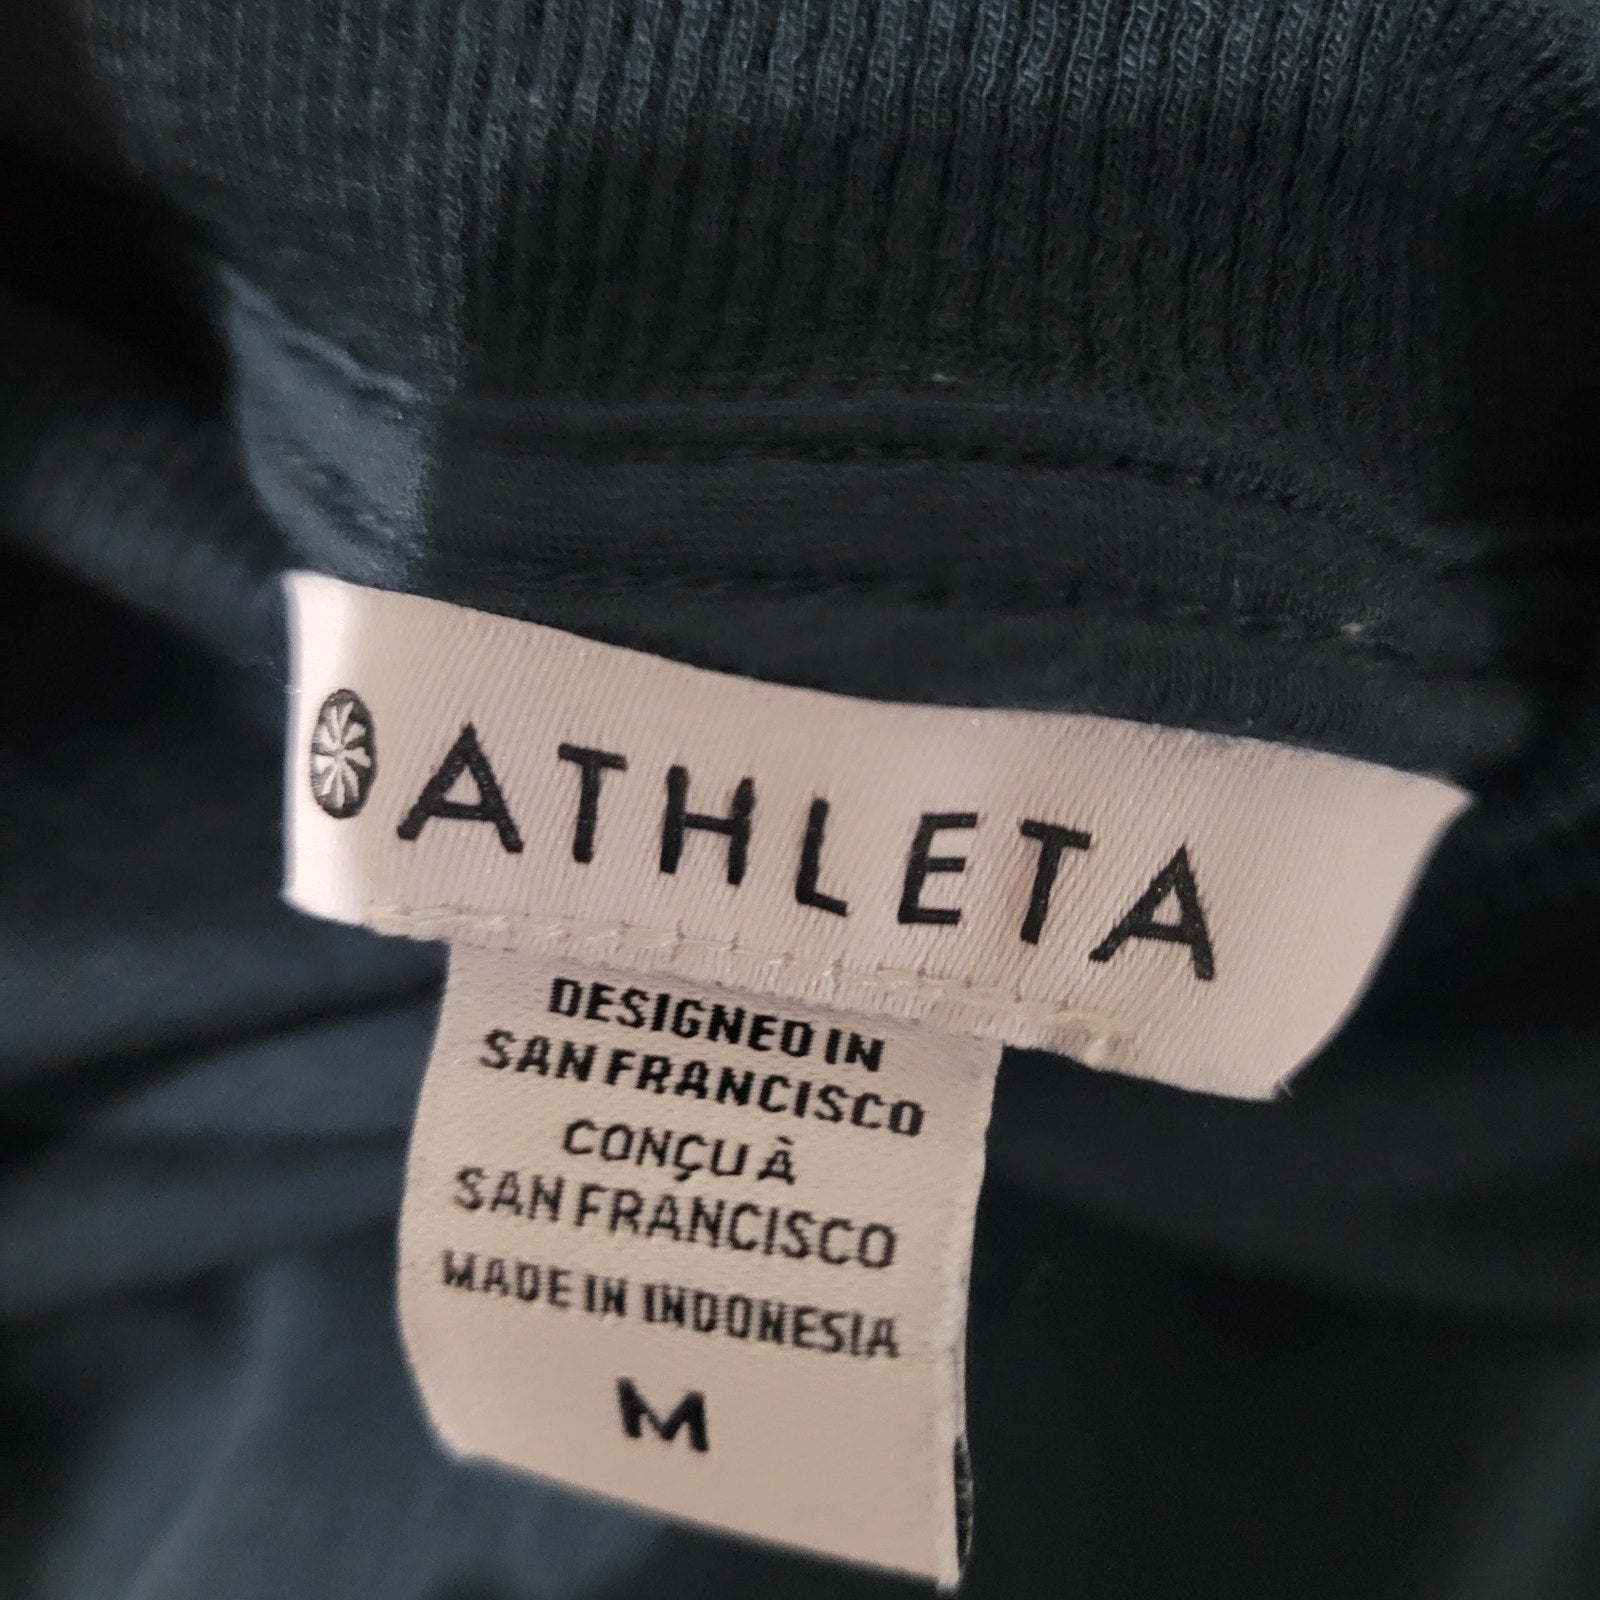 ATHLETA
DESIGNED IN
SAN FRANCISCO
CONÇU À
SAN FRANCISCO
MADE IN INDONESIA
M